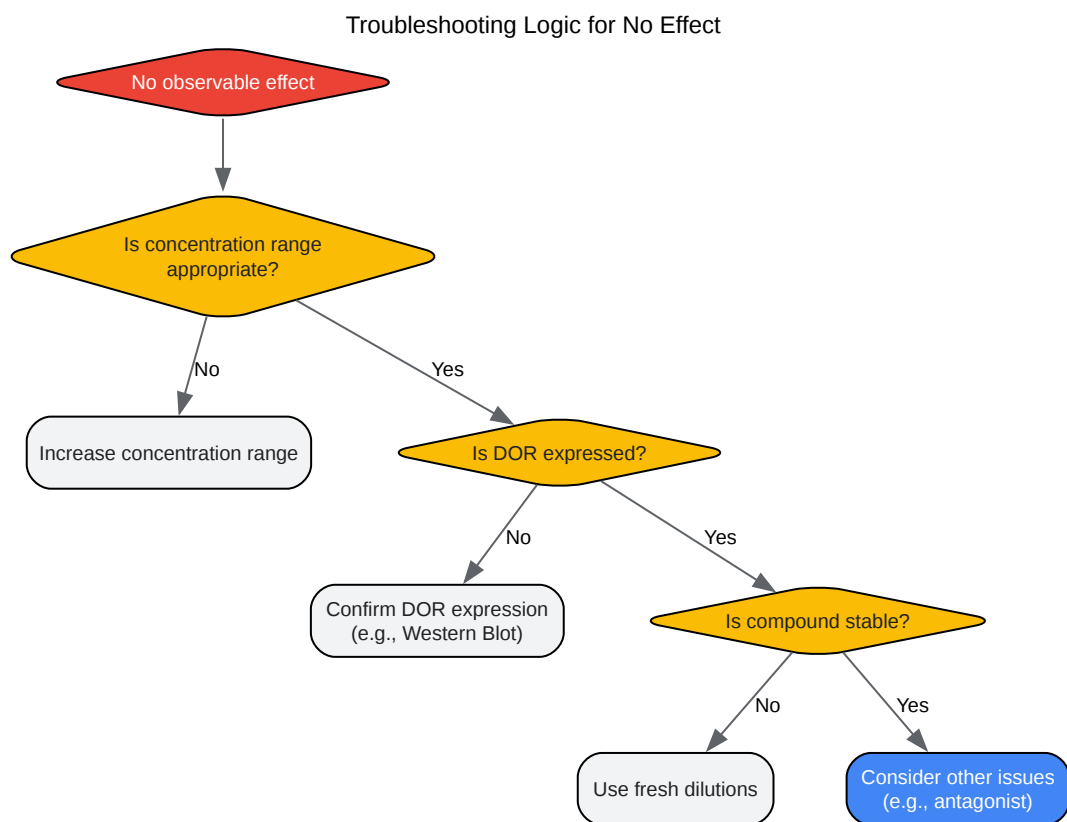 Troubleshooting Logic for No Effect
No observable effect
Is concentration range
appropriate?
No
Yes
Increase concentration range
Is DOR expressed?
No
Yes
Confirm DOR expression
(e.g., Western Blot)
Is compound stable?
No
Yes
Use fresh dilutions
Consider other issues
(e.g., antagonist)